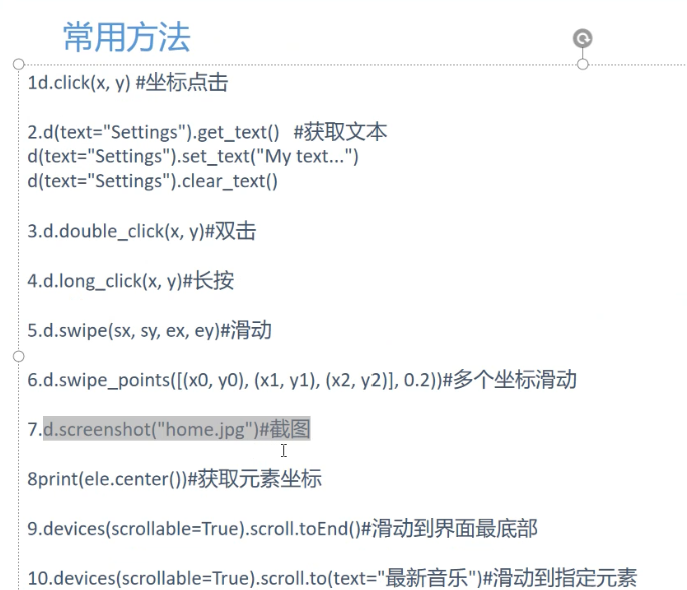 常用方法
1d.click(x, y) #坐标点击
2.d(text="Settings").get_text()   #获取文本
d(text="Settings").set_text("My text...")
d(text="Settings").clear_text()
3.d.double_click(x, y)#双击
4.d.long_click(x, y)#长按
5.d.swipe(sx, sy, ex, ey)#滑动
6.d.swipe_points([(x0, y0), (x1, y1), (x2, y2)], 0.2))#多个坐标滑动
7.d.screenshot("home.jpg")#截图
8print(ele.center())#获取元素坐标
9.devices(scrollable=True).scroll.toEnd()#滑动到界面最底部
10.devices(scrollable=True).scroll.to(text="最新音乐")#滑动到指定元素